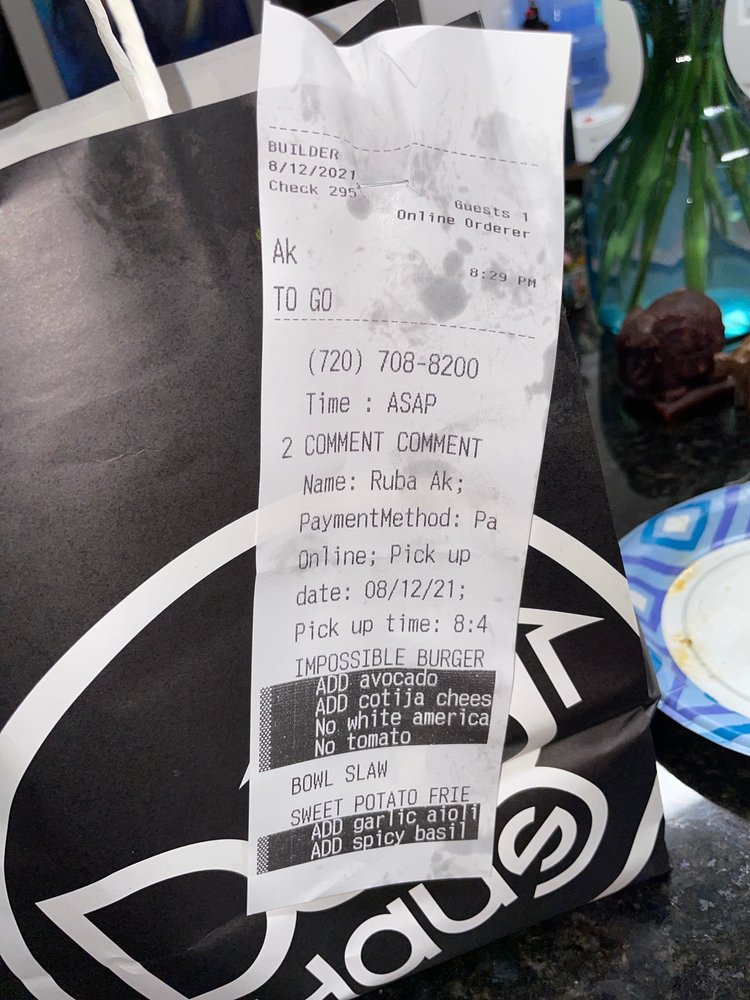 BUILDER
8/12/2021
Check 295
Guests 1
Online Orderer
Ak
8:29 PM
TO GO
(720) 708-8200
Time : ASAP
2 COMMENT COMMENT
Name: Ruba Ak;
PaymentMethod: Pa
Online; Pick up
date: 08/12/21;
Pick up time: 8:4
IMPOSSIBLE BURGER
ADD avocado
ADD cotija chees
No white america
No tomato
BOWL SLAW
SWEET POTATO FRIE
ADD garlic aioli
ADD spicy basil